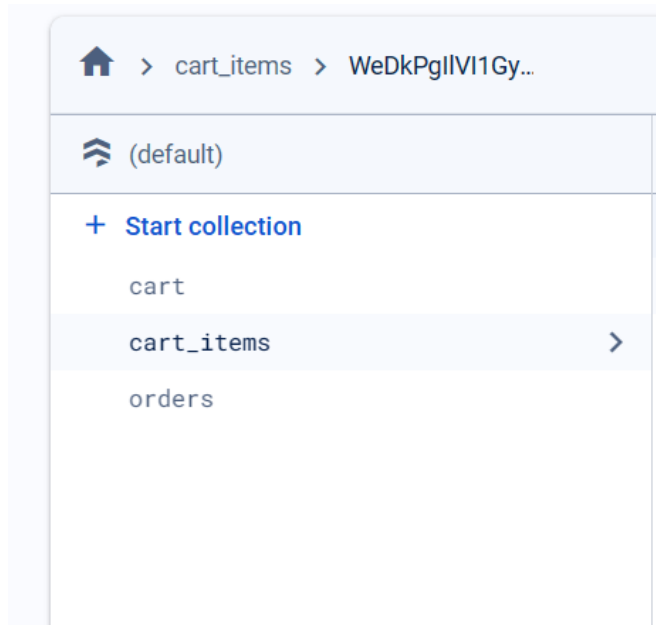 cart_items > WeDkPgIlVI1Gy…
(default)
+ Start collection
cart
cart_items
orders